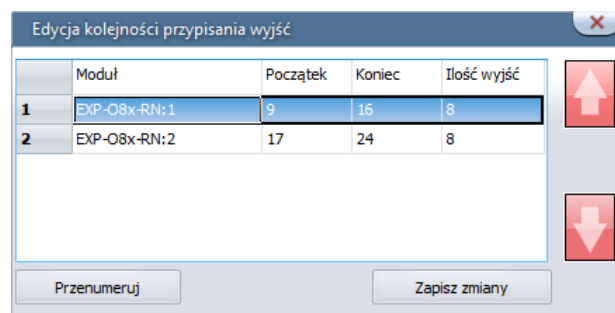 Edycja kolejności przypisania wyjść
Moduł Początek Koniec Ilość wyjść
1 EXP-O8x-RN:1 9 16 8
2 EXP-O8x-RN:2 17 24 8
Przenumeruj Zapisz zmiany